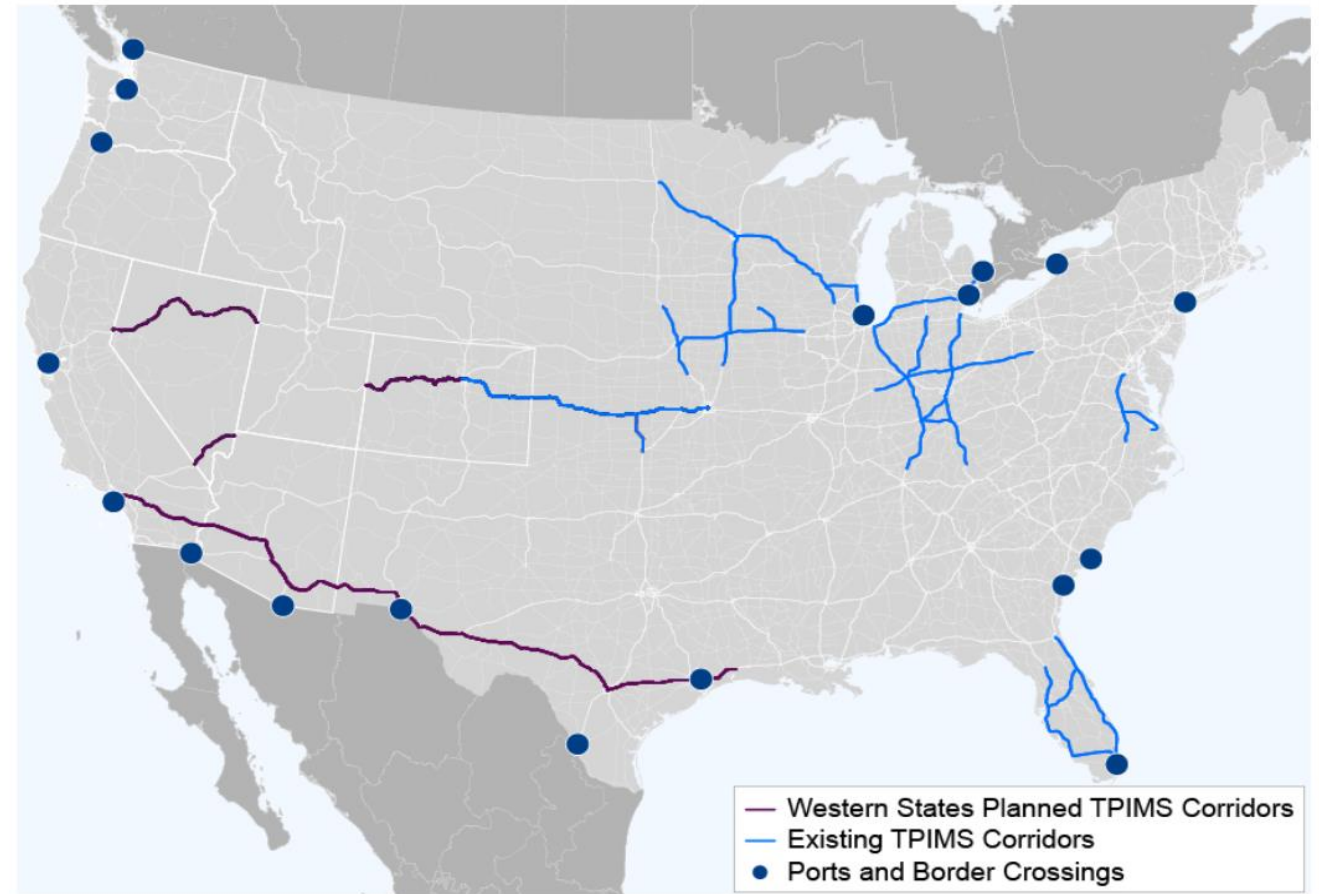 Western States Planned TPIMS Corridors
Existing TPIMS Corridors
Ports and Border Crossings